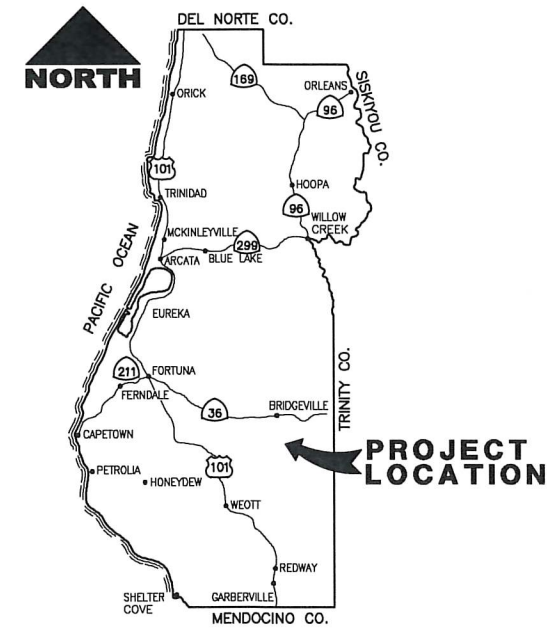 DEL NORTE CO.
NORTH
169
ORLEANS
ORICK
96
SISKIYOU CO.
101
HOOPA
TRINIDAD
96
WILLOW
CREEK
MCKINLEYVILLE
299
PACIFIC OCEAN
ARCATA
BLUE LAKE
EUREKA
TRINITY CO.
211
FORTUNA
FERNDALE
36
BRIDGEVILLE
CAPETOWN
PROJECT
LOCATION
PETROLIA
101
HONEYDEW
WEOTT
REDWAY
SHELTER
COVE
GARBERVILLE
MENDOCINO CO.